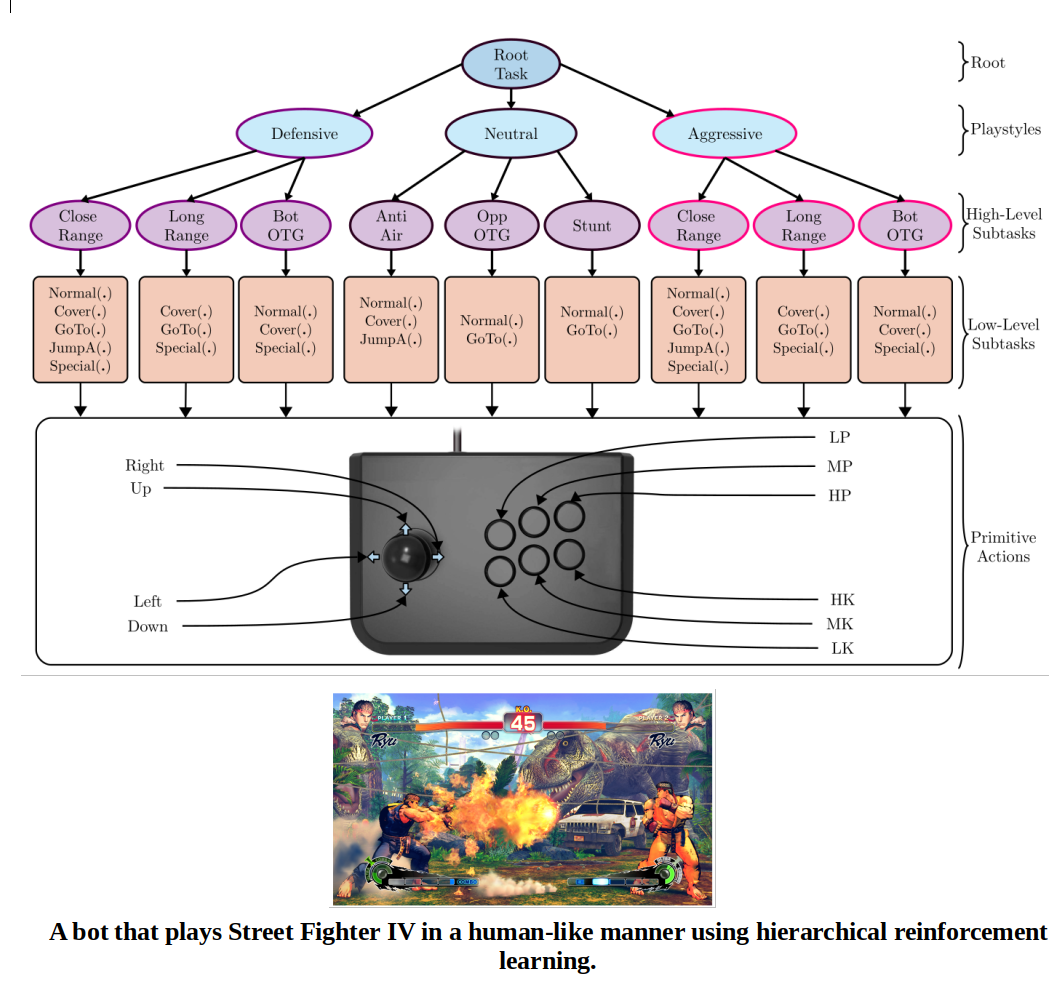 Root
Task
Root
Defensive
Neutral
Aggressive
Playstyles
Close
Range
Long
Range
Bot
OTG
Anti
Air
Opp
OTG
Stunt
Close
Range
Long
Range
Bot
OTG
High-Level
Subtasks
Normal(.)
Cover(.)
GoTo(.)
JumpA(.)
Special(.)
Cover(.)
GoTo(.)
Special(.)
Normal(.)
Cover(.)
Special(.)
Normal(.)
Cover(.)
JumpA(.)
Normal(.)
GoTo(.)
Normal(.)
GoTo(.)
Normal(.)
Cover(.)
GoTo(.)
JumpA(.)
Special(.)
Cover(.)
GoTo(.)
Special(.)
Normal(.)
Cover(.)
Special(.)
Low-Level
Subtasks
Right
Up
Left
Down
LP
MP
HP
HK
MK
LK
Primitive
Actions
PLAYER 1
K.O.
45
PLAYER 2
Ryu
Ryu
A bot that plays Street Fighter IV in a human-like manner using hierarchical reinforcement
learning.